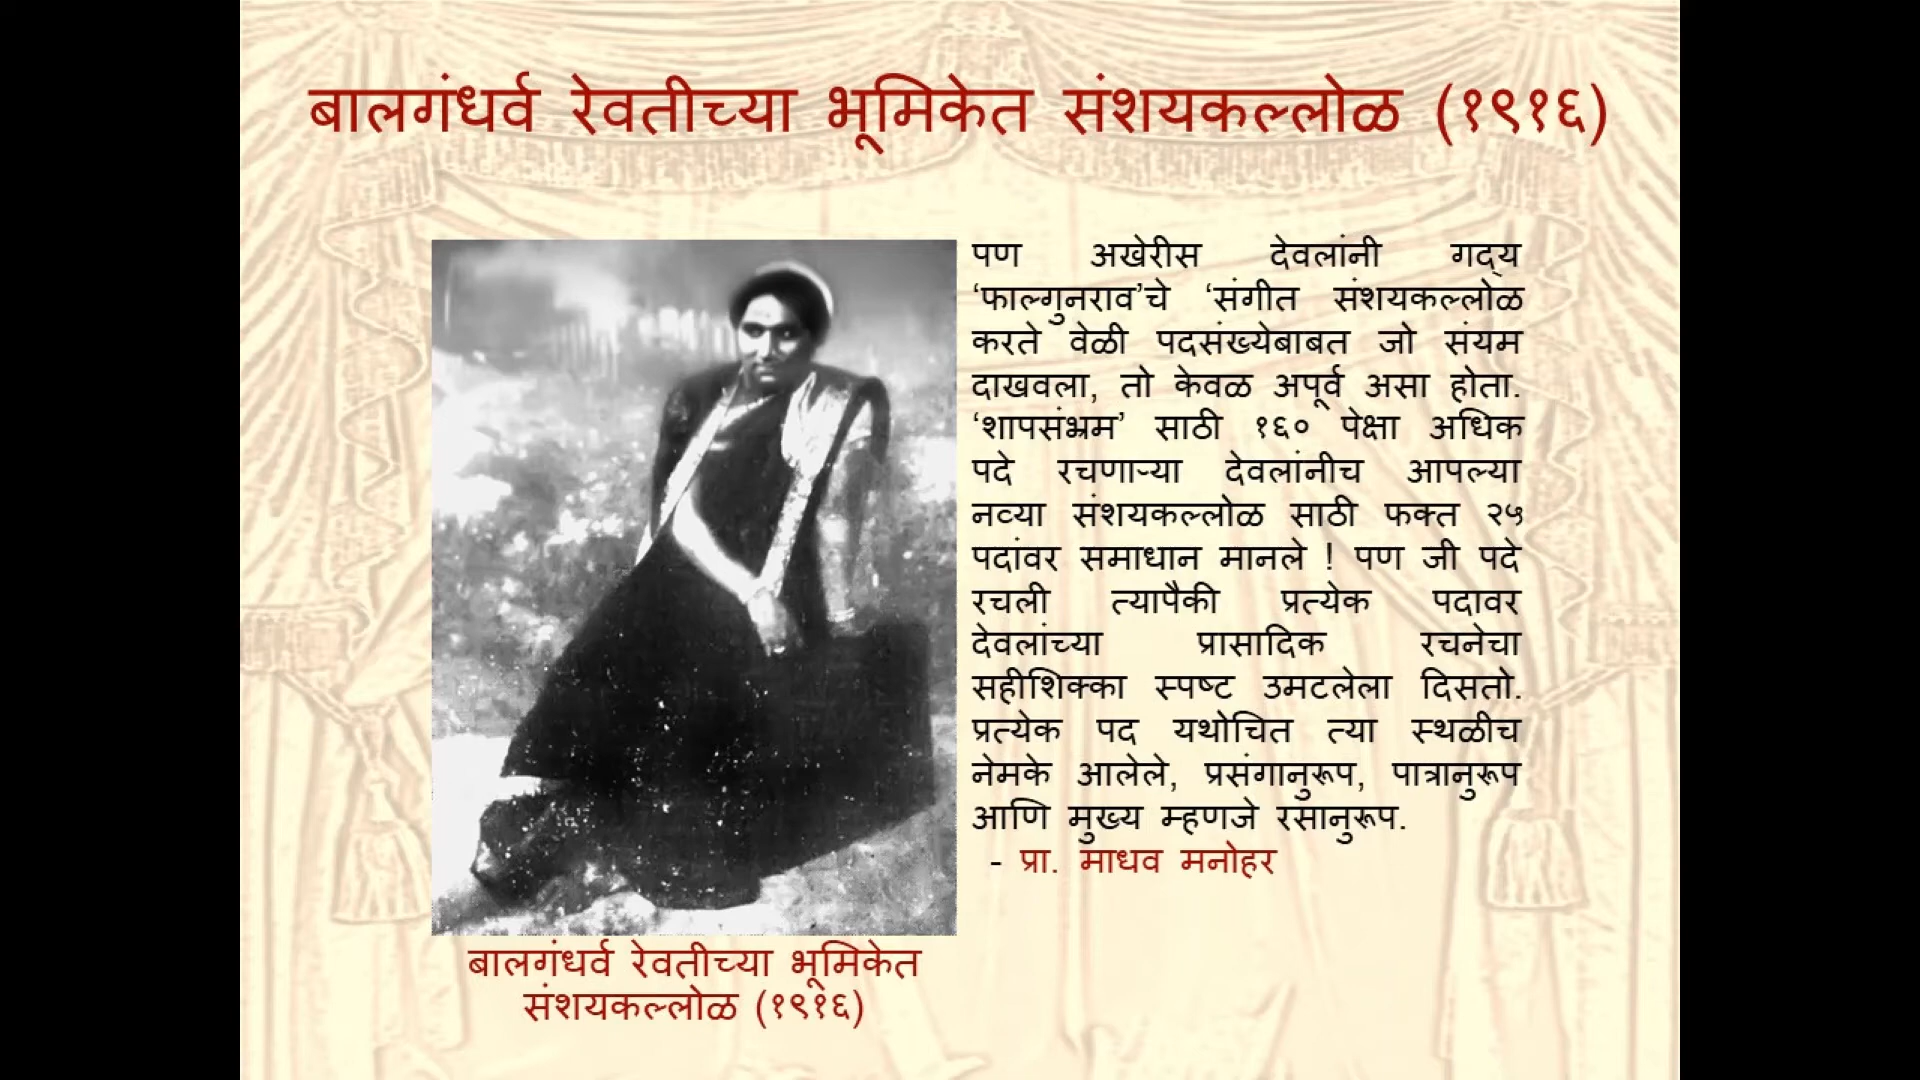 बालगंधर्व रेवतीच्या भूमिकेत संशयकल्लोळ (१९१६)
पण अखेरीस देवलांनी गद्य
‘फाल्गुनराव’चे ‘संगीत संशयकल्लोळ
करते वेळी पदसंख्येबाबत जो संयम
दाखवला, तो केवळ अपूर्व असा होता.
‘शापसंभ्रम’ साठी १६० पेक्षा अधिक
पदे रचणाऱ्या देवलांनीच आपल्या
नव्या संशयकल्लोळ साठी फक्त २५
पदांवर समाधान मानले ! पण जी पदे
रचली त्यापैकी प्रत्येक पदावर
देवलांच्या प्रासादिक रचनेचा
सहीशिक्का स्पष्ट उमटलेला दिसतो.
प्रत्येक पद यथोचित त्या स्थळीच
नेमके आलेले, प्रसंगानुरूप, पात्रानुरूप
आणि मुख्य म्हणजे रसानुरूप.
- प्रा. माधव मनोहर
बालगंधर्व रेवतीच्या भूमिकेत
संशयकल्लोळ (१९१६)